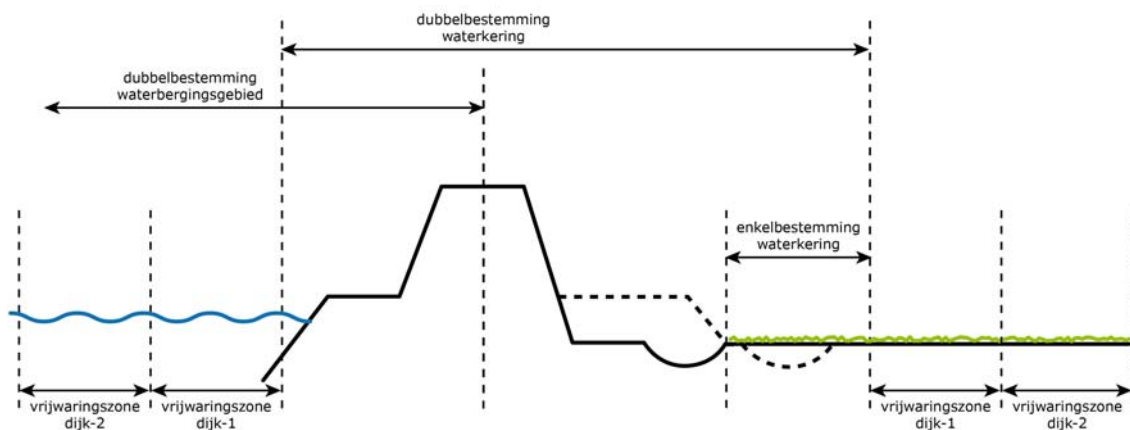 dubbelbestemming
waterkering
dubbelbestemming
waterbergingsgebied
enkelbestemming
waterkering
vrijwaringszone
dijk-2
vrijwaringszone
dijk-1
vrijwaringszone
dijk-1
vrijwaringszone
dijk-2